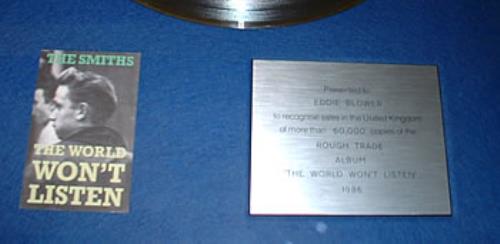 THE SMITHS
THE WORLD
WON'T
LISTEN
Presented to
EDDIE BLOWER
to recognise sales in the United Kingdom
of more than 60,000 copies of the
ROUGH TRADE
ALBUM
"THE WORLD WON'T LISTEN"
1986